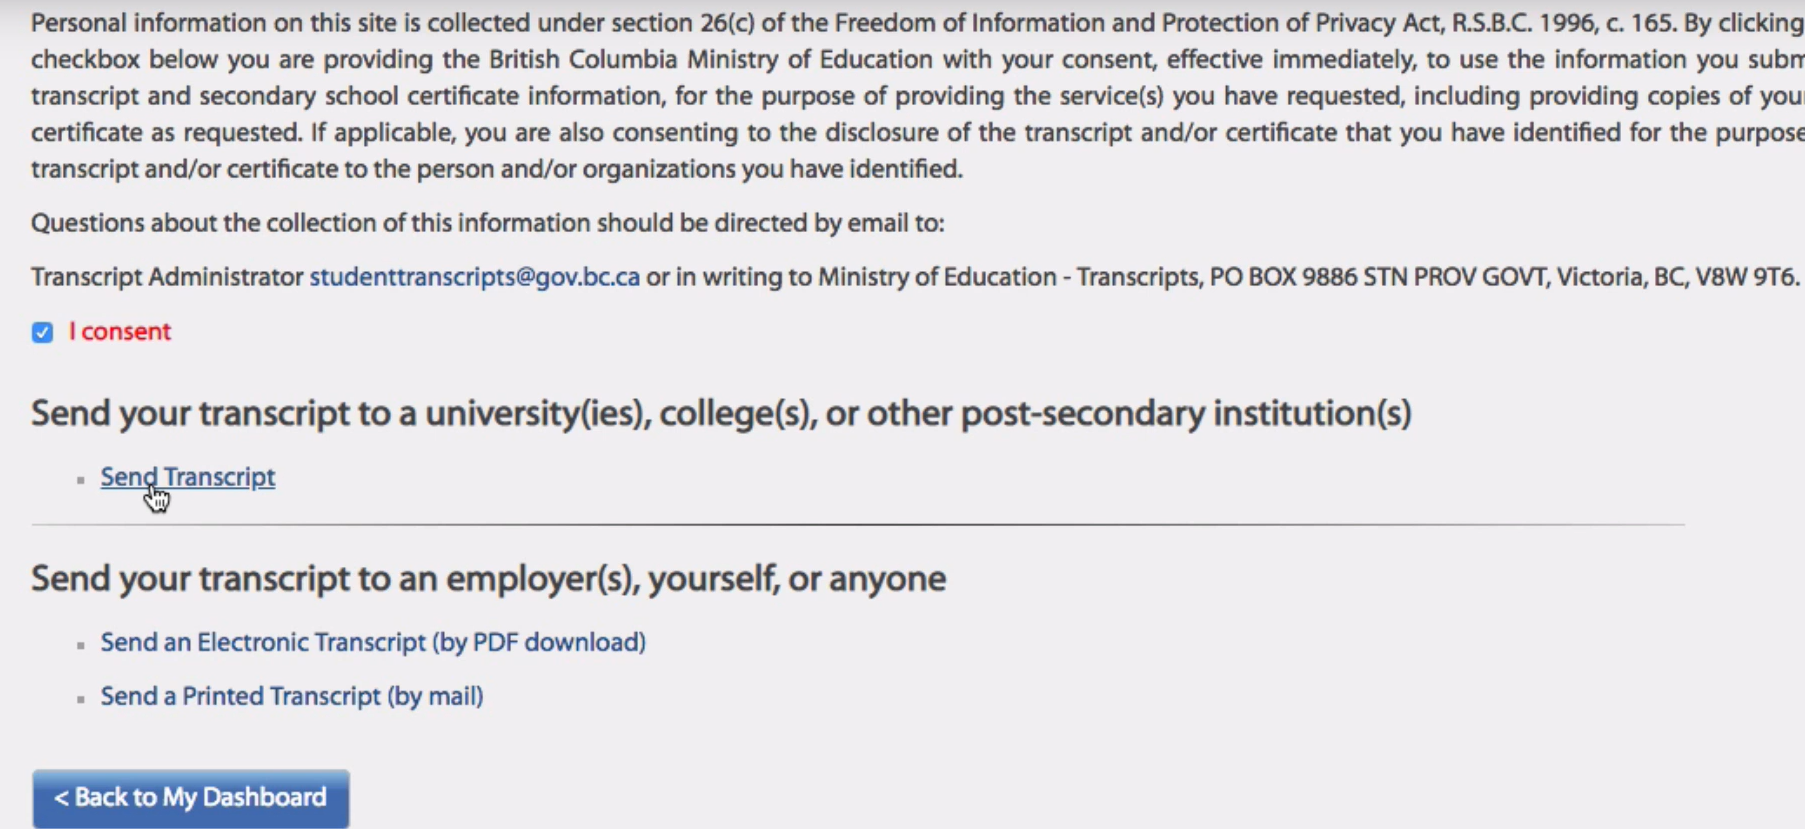 Personal information on this site is collected under section 26(c) of the Freedom of Information and Protection of Privacy Act, R.S.B.C. 1996, c. 165. By clicking
checkbox below you are providing the British Columbia Ministry of Education with your consent, effective immediately, to use the information you subm
transcript and secondary school certificate information, for the purpose of providing the service(s) you have requested, including providing copies of you
certificate as requested. If applicable, you are also consenting to the disclosure of the transcript and/or certificate that you have identified for the purpose
transcript and/or certificate to the person and/or organizations you have identified.
Questions about the collection of this information should be directed by email to:
Transcript Administrator studenttranscripts@gov.bc.ca or in writing to Ministry of Education - Transcripts, PO BOX 9886 STN PROV GOVT, Victoria, BC, V8W 9T6.
I consent
Send your transcript to a university(ies), college(s), or other post-secondary institution(s)
Send Transcript
Send your transcript to an employer(s), yourself, or anyone
Send an Electronic Transcript (by PDF download)
Send a Printed Transcript (by mail)
< Back to My Dashboard